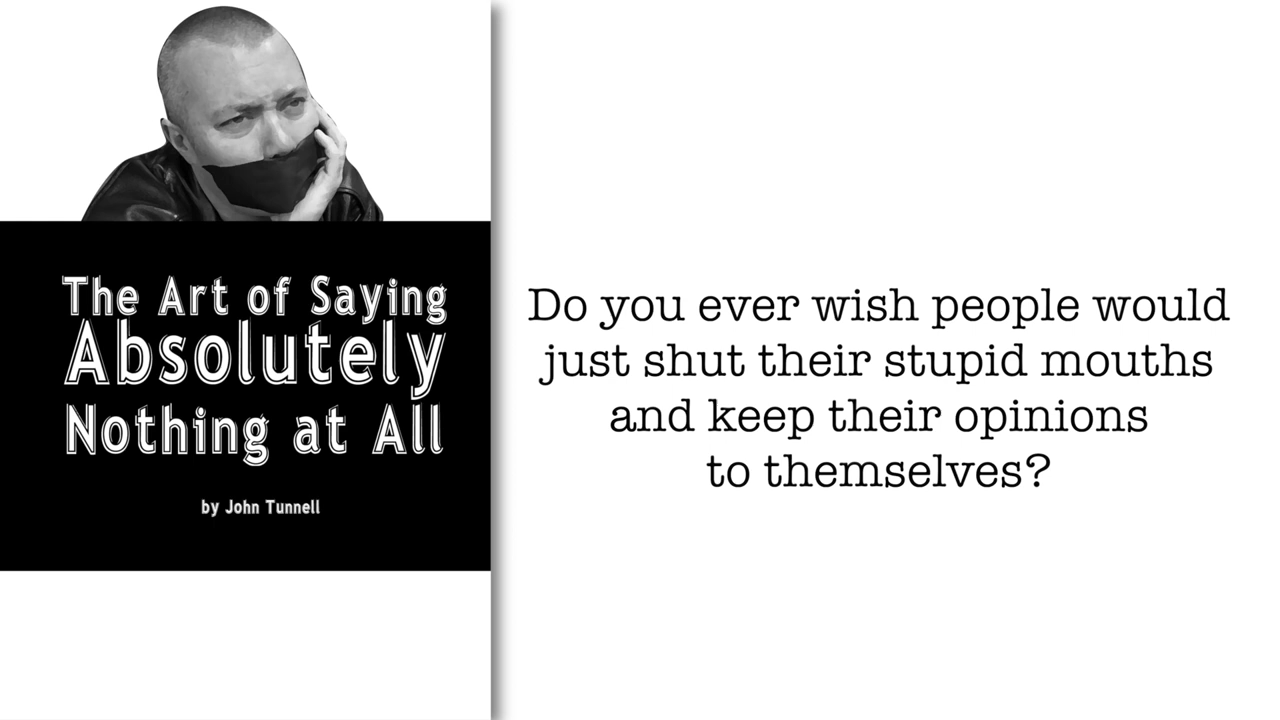 The Art of Saying
Absolutely
Nothing at All
by John Tunnell
Do you ever wish people would
just shut their stupid mouths
and keep their opinions
to themselves?